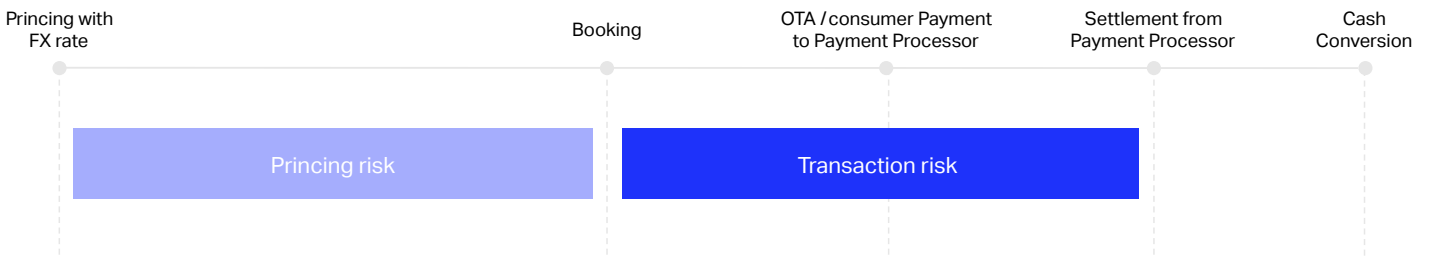 Princing with
FX rate
Booking
OTA / consumer Payment
to Payment Processor
Settlement from
Payment Processor
Cash
Conversion
Princing risk
Transaction risk